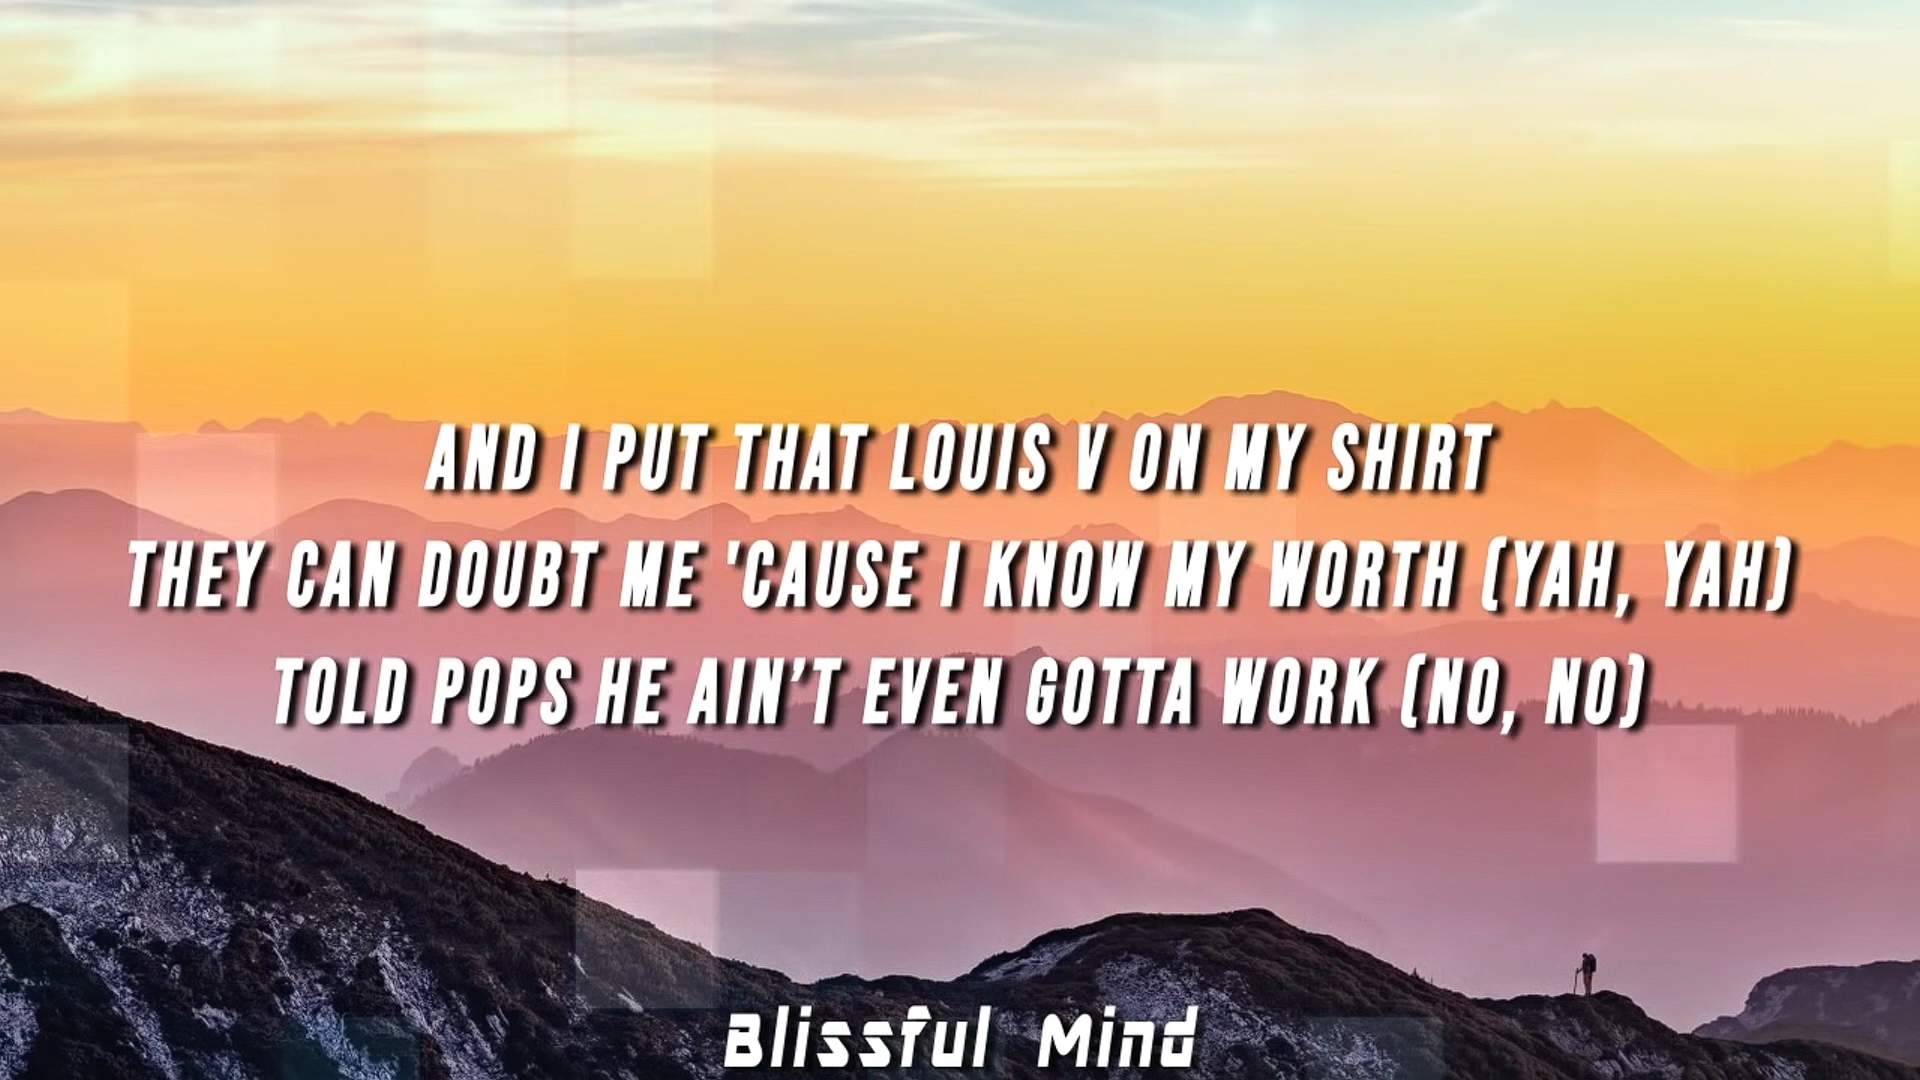 AND I PUT THAT LOUIS V ON MY SHIRT
THEY CAN DOUBT ME 'CAUSE I KNOW MY WORTH (YAH, YAH)
TOLD POPS HE AIN’T EVEN GOTTA WORK (NO, NO)
Blissful Mind